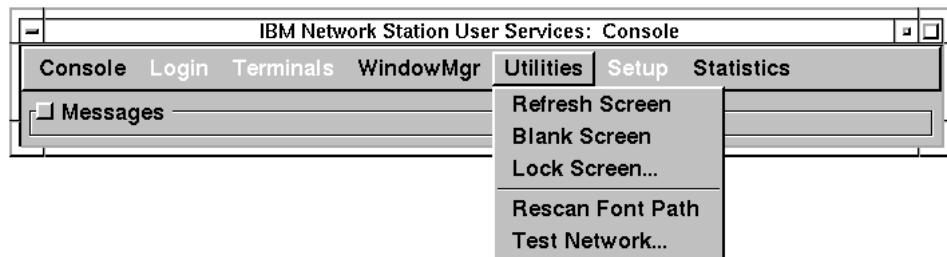 IBM Network Station User Services: Console
Console Login Terminals WindowMgr Utilities Setup Statistics
Messages
Refresh Screen
Blank Screen
Lock Screen...
Rescan Font Path
Test Network...